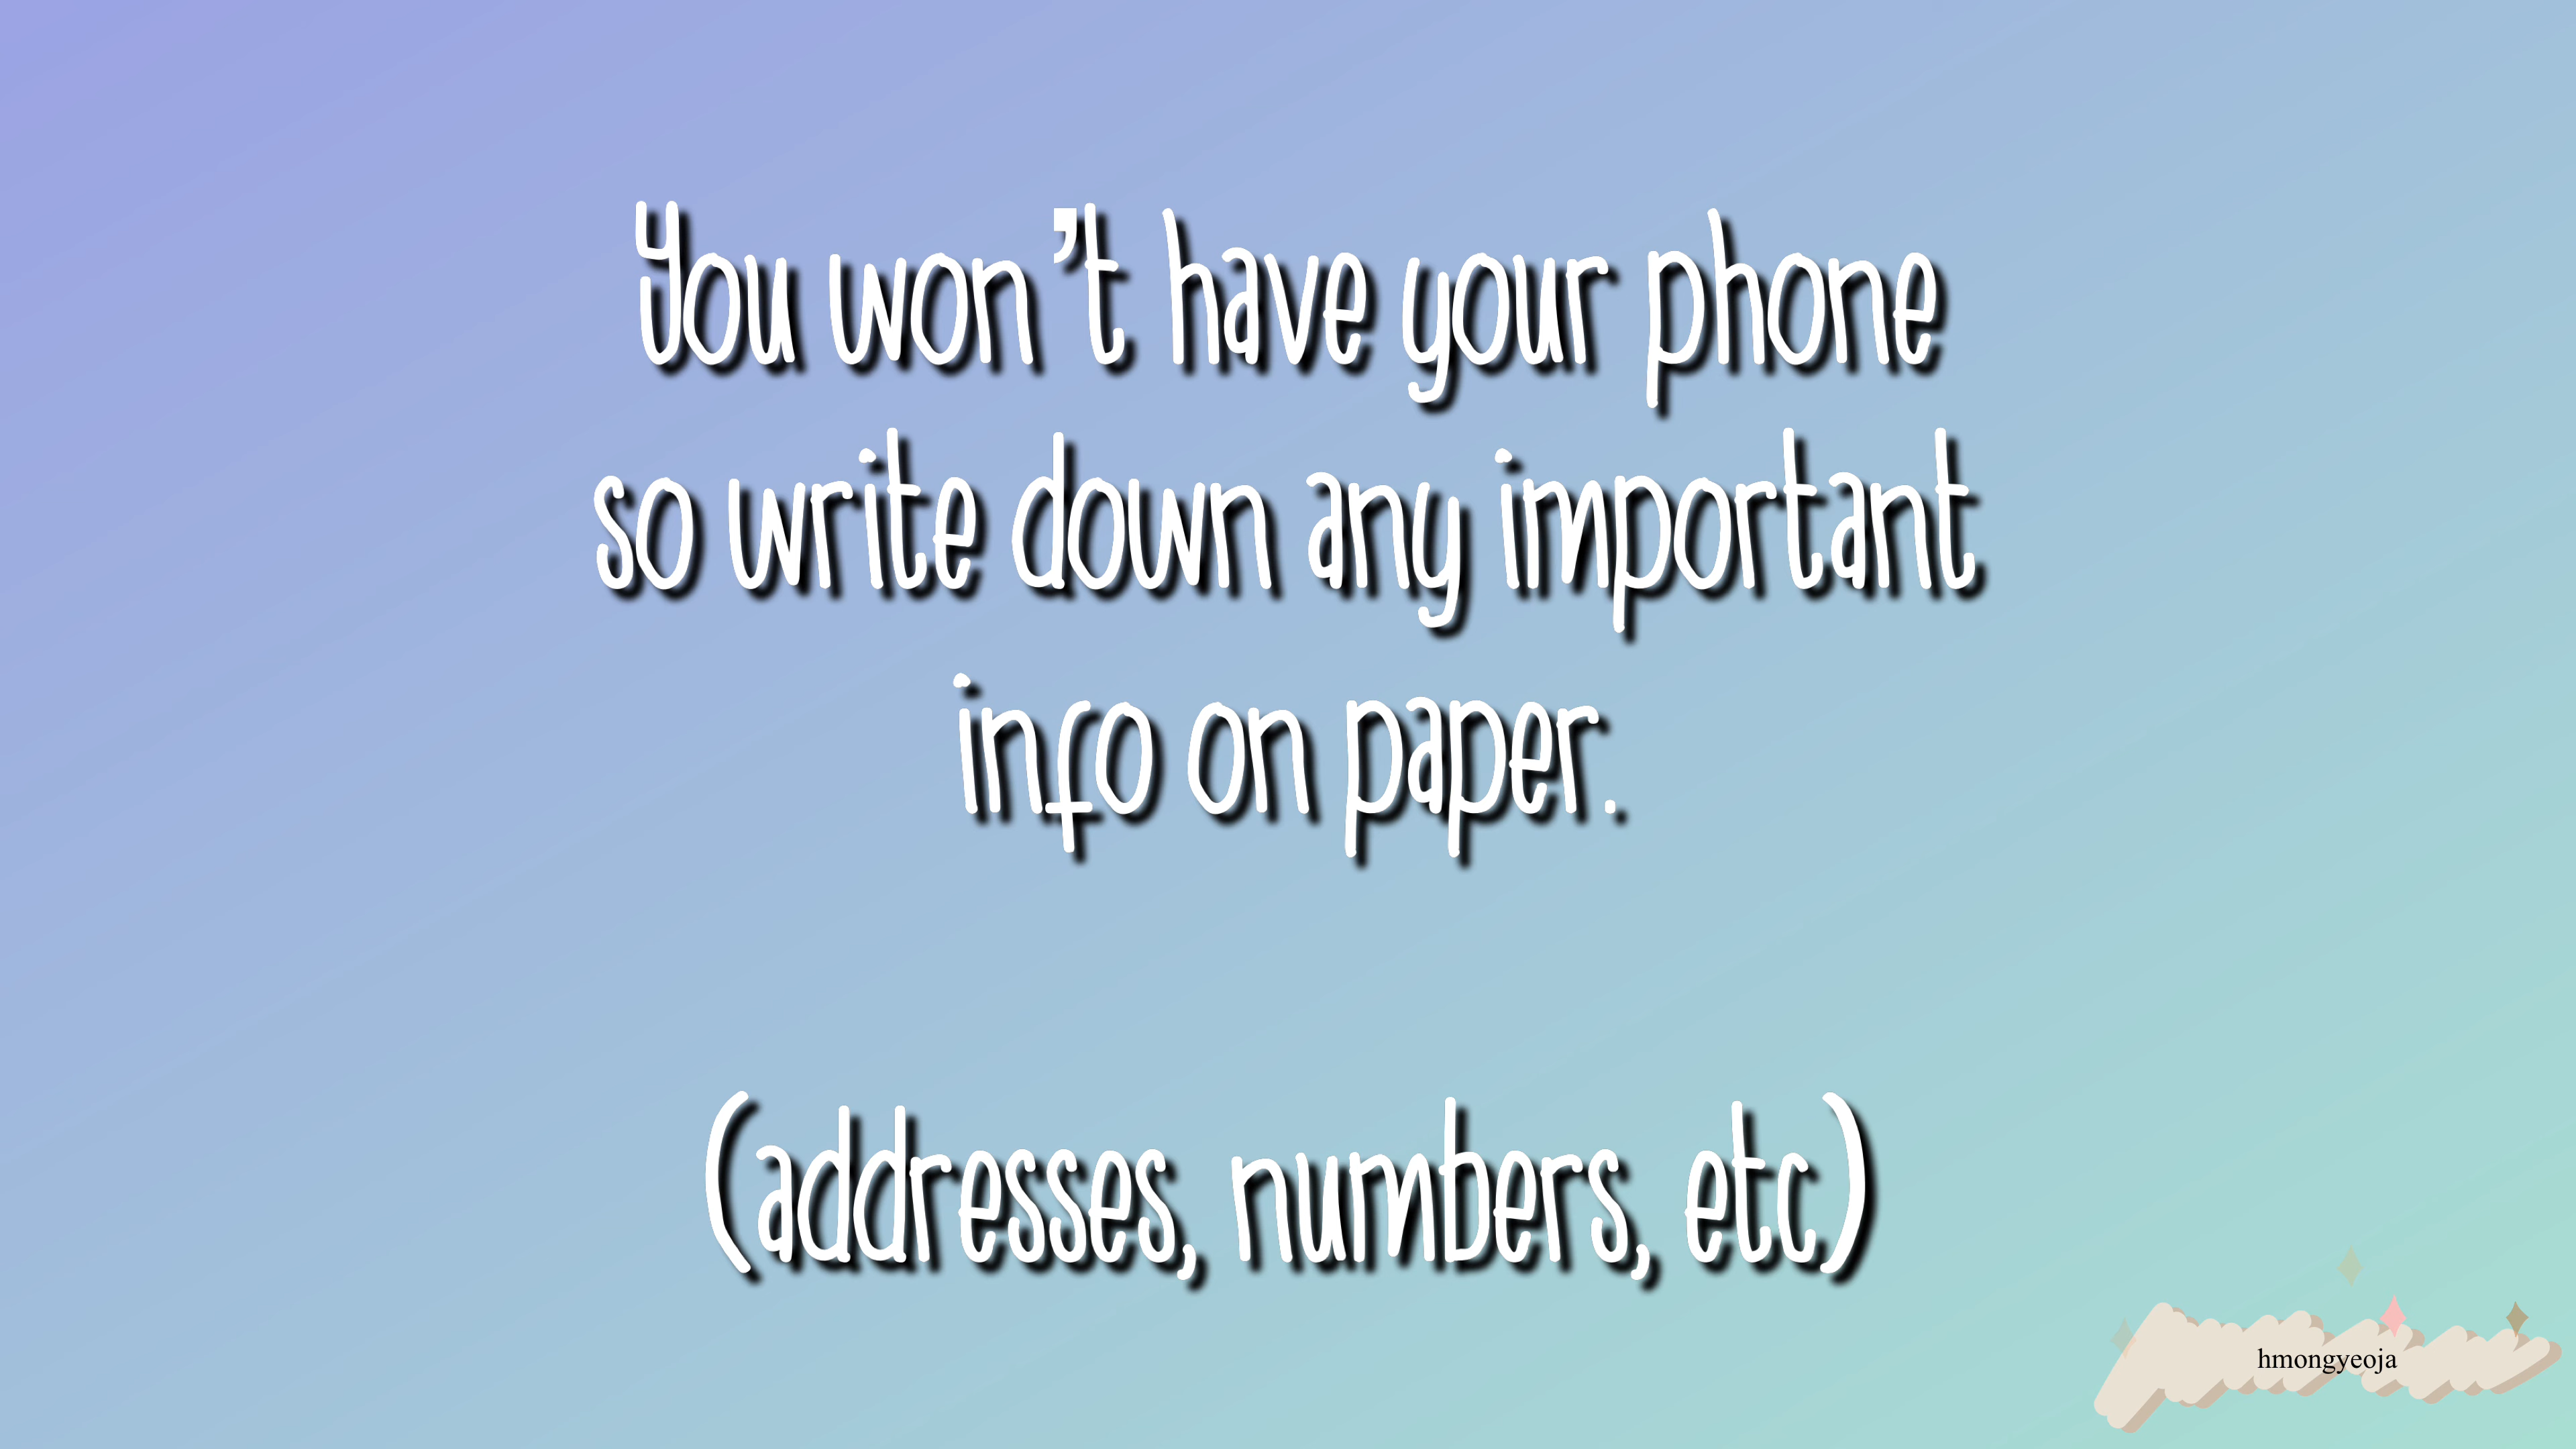 You won't have your phone
so write down any important
info on paper.
(addresses, numbers, etc.)
hmongyeoja